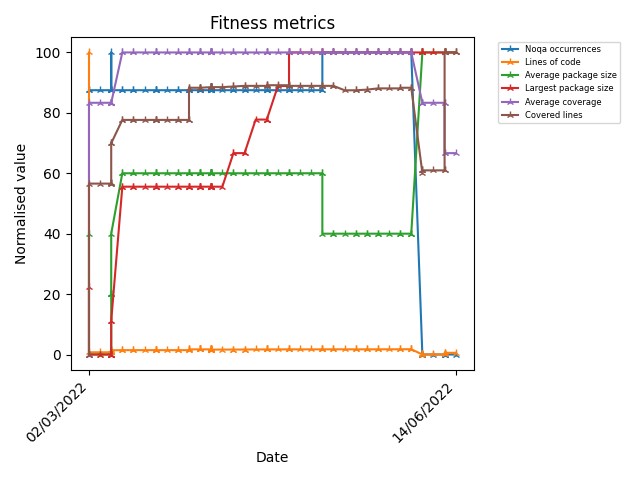 Fitness metrics
100
80
60
40
20
0
Normalised value
02/03/2022
14/06/2022
Date
Noqa occurrences
Lines of code
Average package size
Largest package size
Average coverage
Covered lines